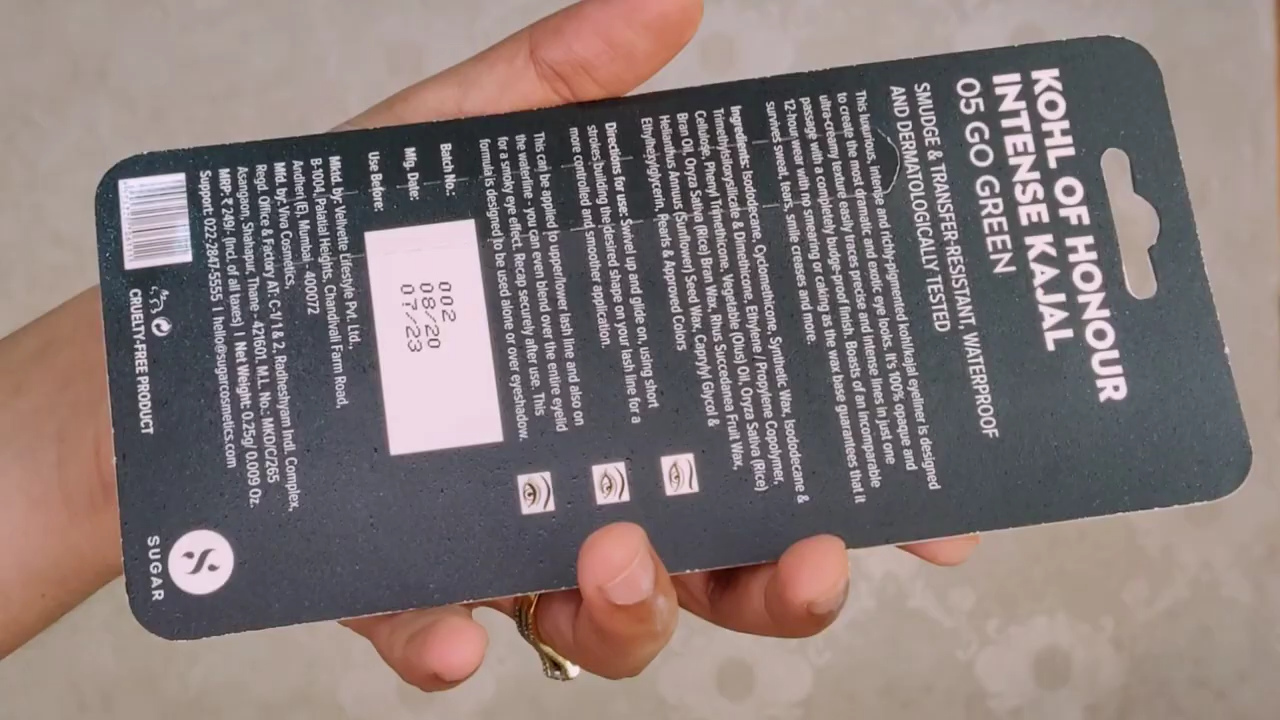 KOHL OF HONOUR
INTENSE KAJAL
05 GO GREEN
SMUDGE & TRANSFER-RESISTANT, WATERPROOF
AND DERMATOLOGICALLY TESTED
This luxurious, intense and richly-pigmented kohl/kajal eyeliner is designed
to create the most dramatic and exotic eye looks. It's 100% opaque and
ultra-creamy texture easily traces precise and intense lines in just one
passage with a completely budge-proof finish. Boasts of an incomparable
12-hour wear with no smearing or caking as the wax base guarantees that it
survives sweat, tears, smile creases and more.
Ingredients: Isododecane, Cyclomethicone, Synthetic Wax, Isododecane &
Trimethylsiloxysilicate & Dimethicone, Ethylene / Propylene Copolymer,
Cellulose, Phenyl Trimethicone, Vegetable (Olus) Oil, Oryza Sativa (Rice)
Bran Oil, Oryza Sativa (Rice) Bran Wax, Rhus Succedanea Fruit Wax,
Helianthus Annuus (Sunflower) Seed Wax, Caprylyl Glycol &
Ethylhexylglycerin, Pearls & Approved Colors
Directions for use: Swivel up and glide on, using short
strokes building the desired shape on your lash line for a
more controlled and smoother application.
This can be applied to upper/lower lash line and also on
the waterline - you can even blend over the entire eyelid
for a smoky eye effect. Recap securely after use. This
formula is designed to be used alone or over eyeshadow.
Batch No.: 002
Mfg. Date: 08/20
Use Before: 07/23
Mktd. by: Velvette Lifestyle Pvt. Ltd.,
B-1004, Palatial Heights, Chandivali Farm Road,
Andheri (E), Mumbai - 400072
Mfd. by: Viva Cosmetics,
Regd. Office & Factory AT: C-1/1 & 2, Radheshyam Indl. Complex,
Asangaon, Shahapur, Thane - 421601. M.L. No.: MKD/C/265
MRP: ₹ 249/- (Incl. of all taxes) | Net Weight: 0.25g/ 0.009 Oz.
Support: 022-2847-5555 | hello@sugarcosmetics.com
CRUELTY-FREE PRODUCT
SUGAR